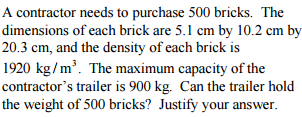 A contractor needs to purchase 500 bricks. The
dimensions of each brick are 5.1 cm by 10.2 cm by
20.3 cm, and the density of each brick is
1920 kg/m³. The maximum capacity of the
contractor's trailer is 900 kg. Can the trailer hold
the weight of 500 bricks? Justify your answer.